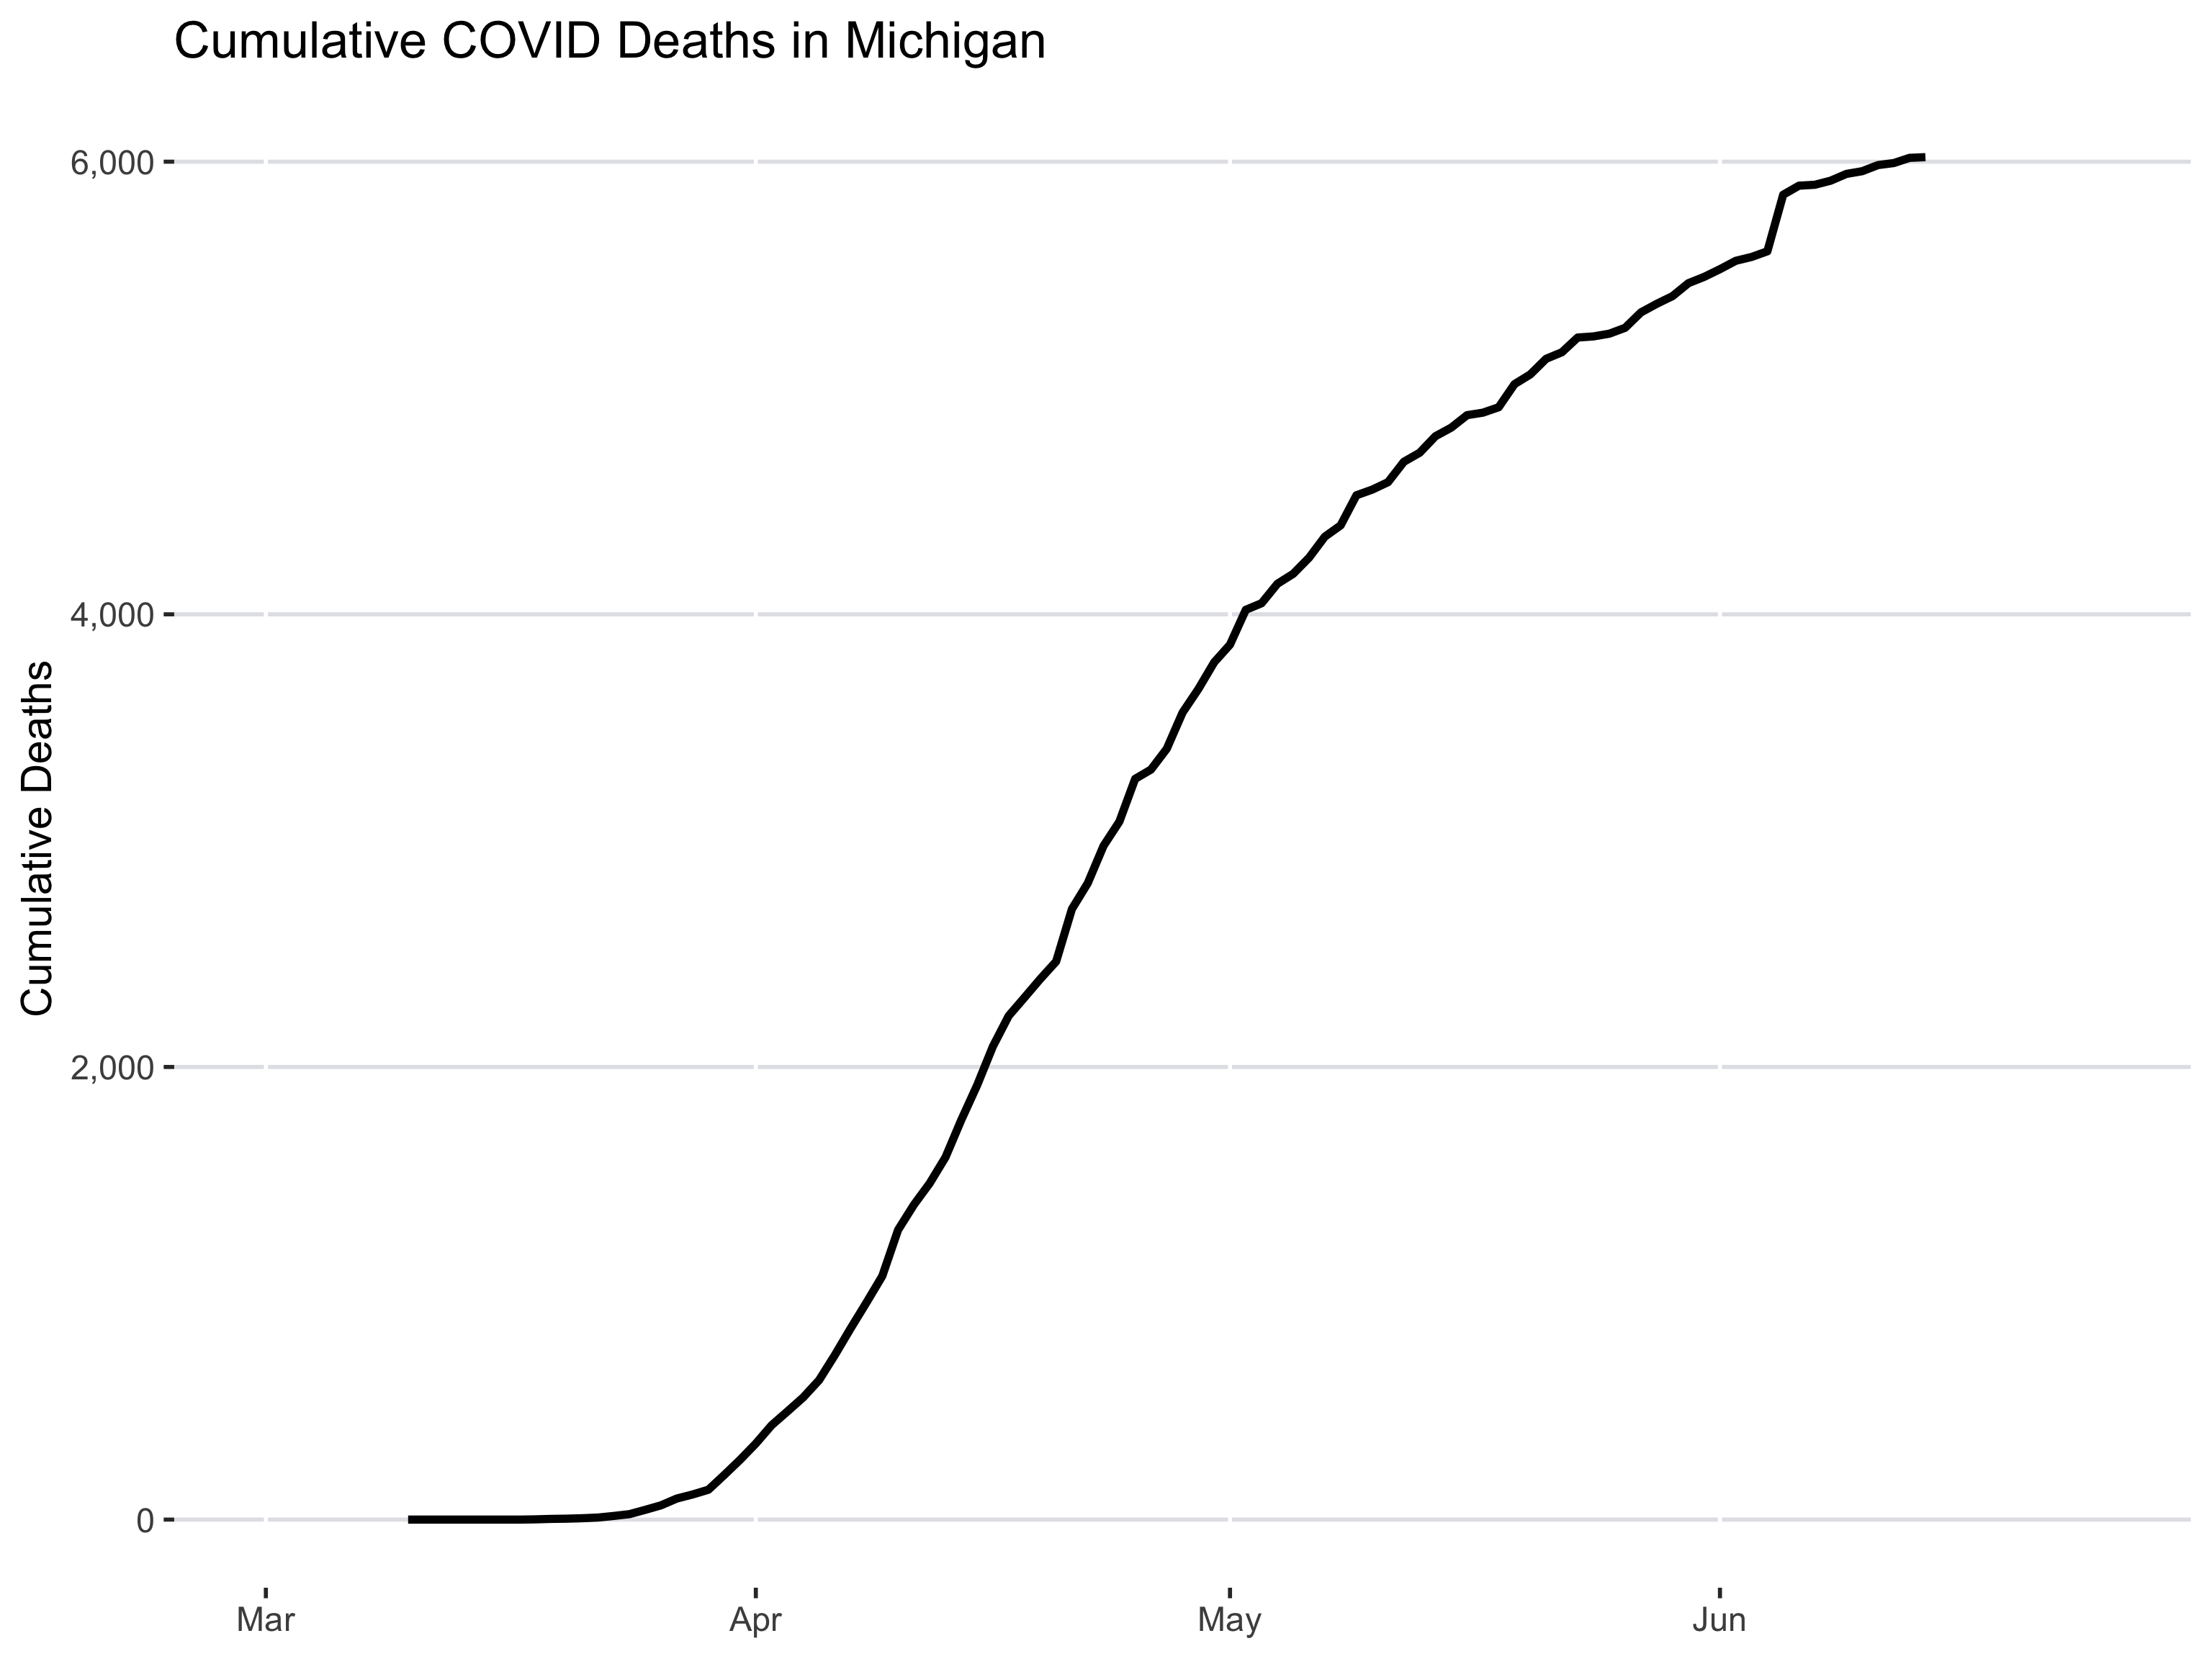 Cumulative COVID Deaths in Michigan
6,000
4,000
2,000
0
Cumulative Deaths
Mar
Apr
May
Jun